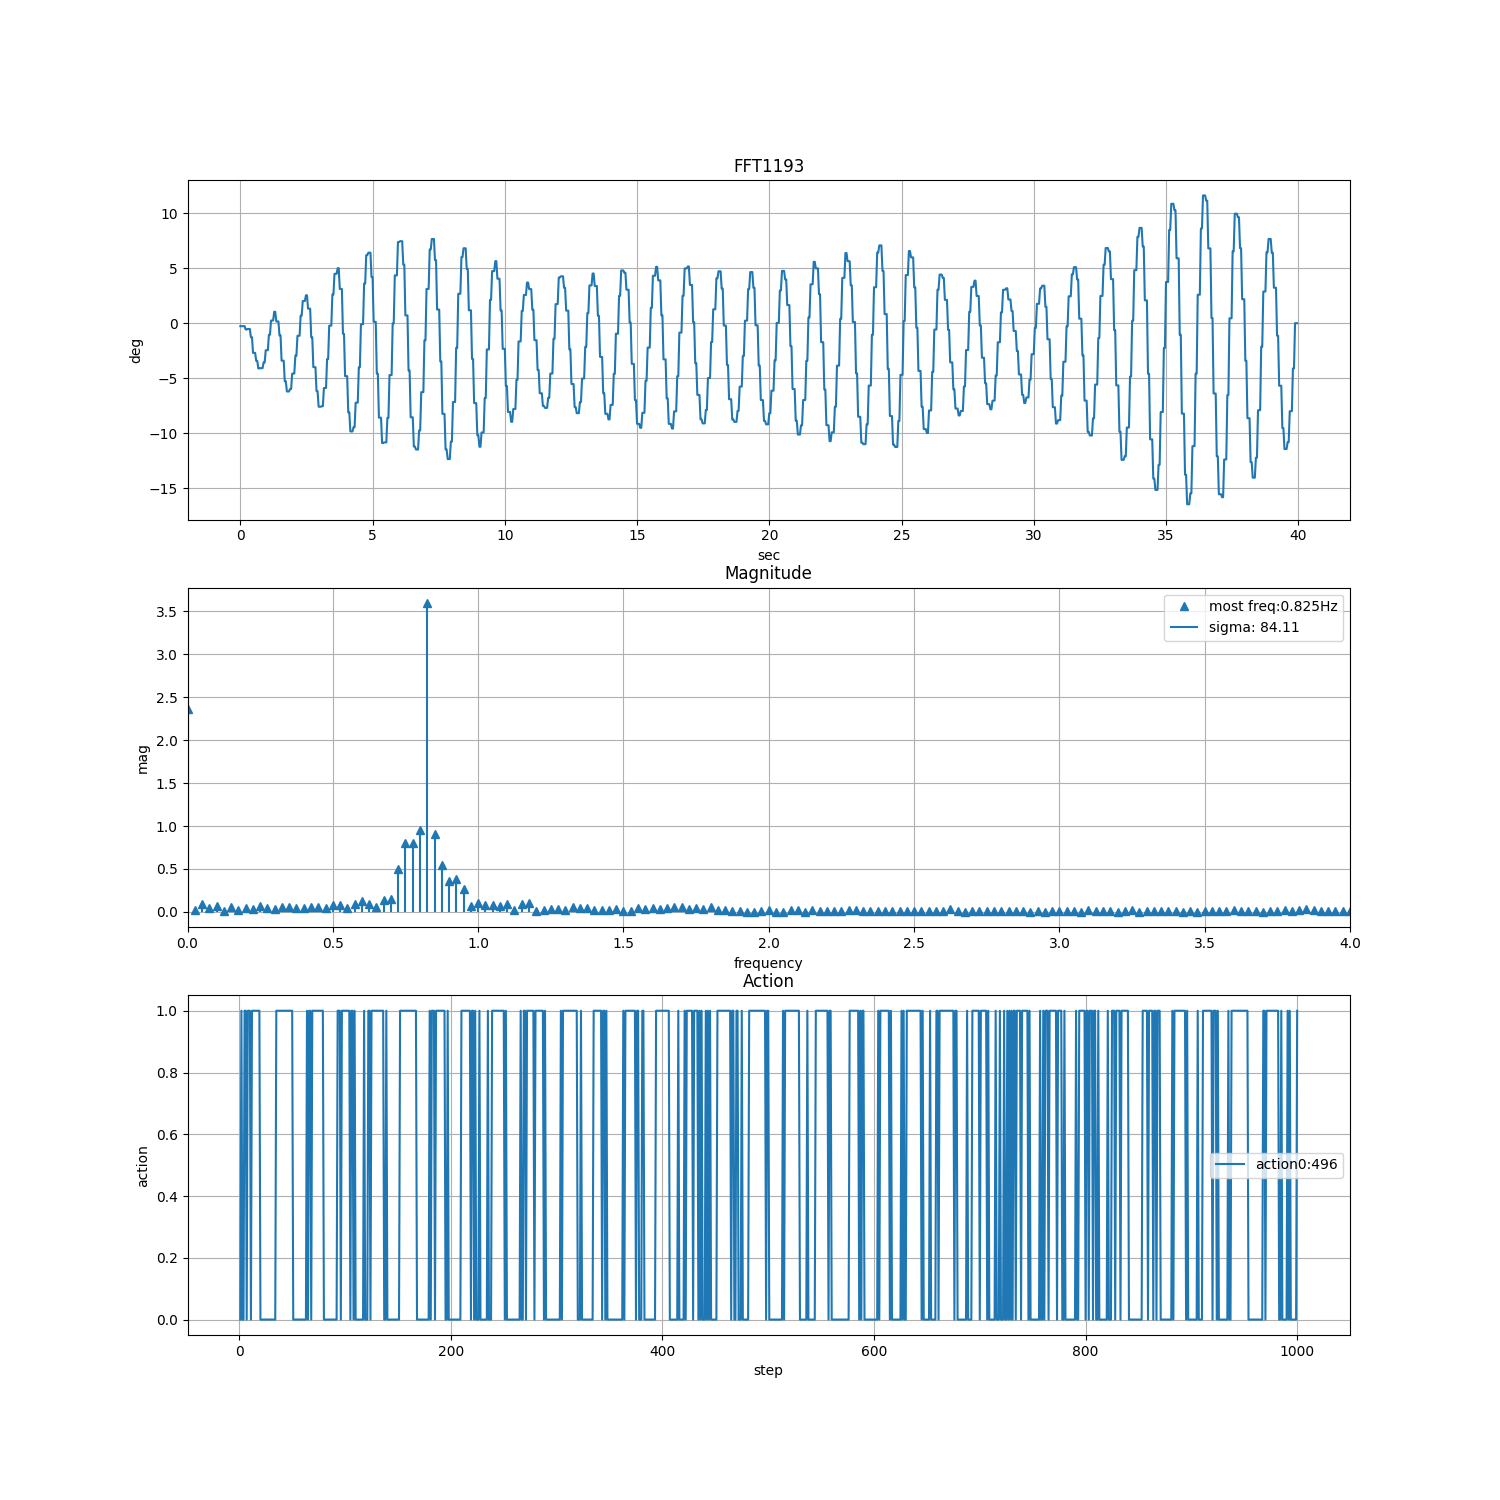 FFT1193
10
5
0
−5
−10
−15
deg
0 5 10 15 20 25 30 35 40
sec
Magnitude
3.5
3.0
2.5
2.0
1.5
1.0
0.5
0.0
mag
most freq:0.825Hz
sigma: 84.11
0.0 0.5 1.0 1.5 2.0 2.5 3.0 3.5 4.0
frequency
Action
1.0
0.8
0.6
0.4
0.2
0.0
action
action0:496
0 200 400 600 800 1000
step